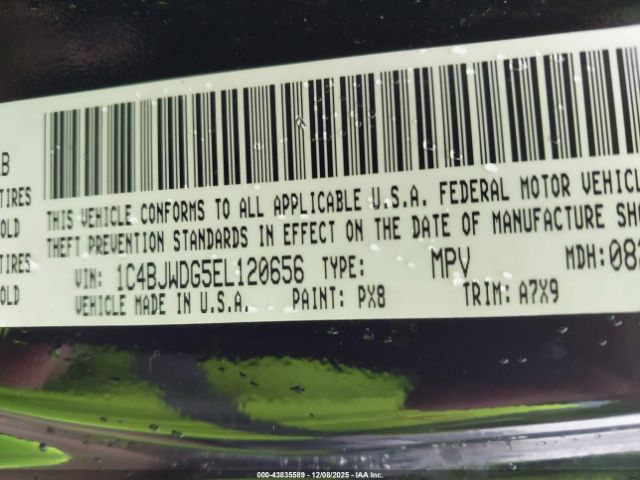 B
TIRES
OLD
TIRES
OLD
THIS VEHICLE CONFORMS TO ALL APPLICABLE U.S.A. FEDERAL MOTOR VEHICL
THEFT PREVENTION STANDARDS IN EFFECT ON THE DATE OF MANUFACTURE SHO
VIN: 1C4BJWDG5EL120656 TYPE: MPV MDH: 082
VEHICLE MADE IN U.S.A. PAINT: PX8 TRIM: A7X9
000-43835589 - 12/08/2025 - IAA Inc.